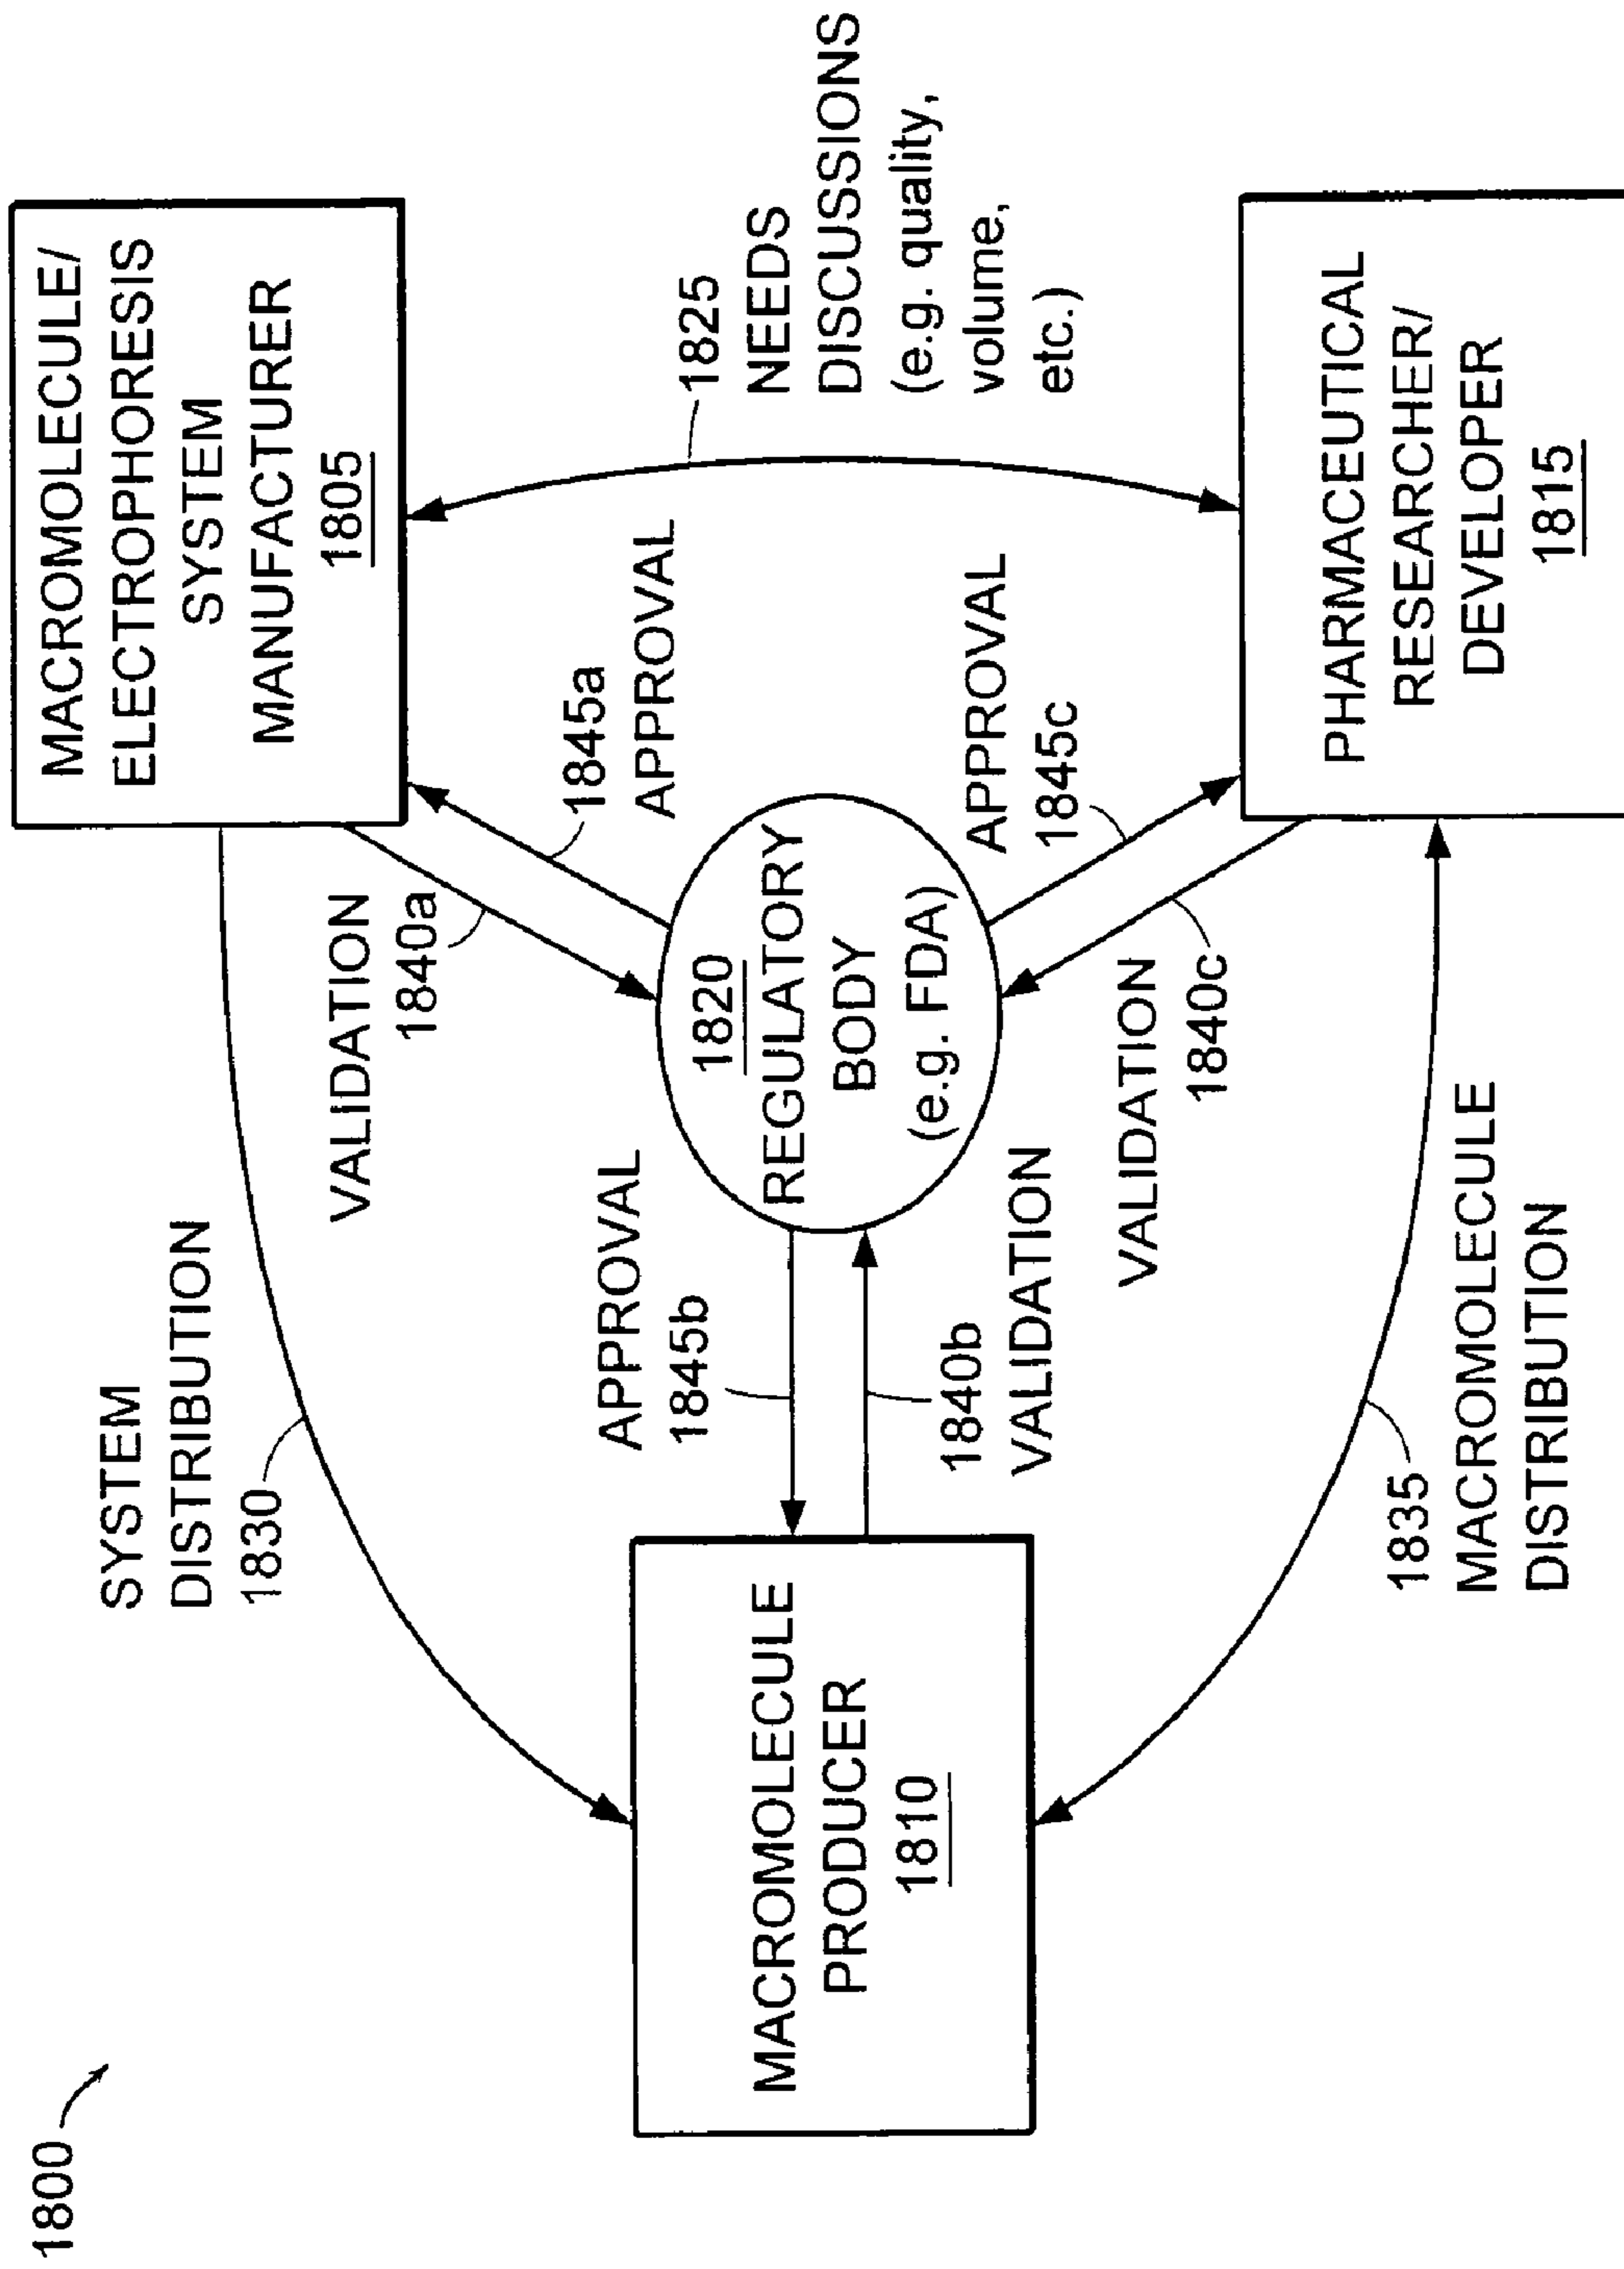 1800
MACROMOLECULE/
ELECTROPHORESIS
SYSTEM
MANUFACTURER
1805
SYSTEM
DISTRIBUTION
1830
VALIDATION
1840a
1845a
APPROVAL
1825
NEEDS
DISCUSSIONS
(e.g. quality,
volume,
etc.)
MACROMOLECULE
PRODUCER
1810
APPROVAL
1845b
1840b
VALIDATION
1820
REGULATORY
BODY
(e.g. FDA)
APPROVAL
1845c
VALIDATION
1840c
1835
MACROMOLECULE
DISTRIBUTION
PHARMACEUTICAL
RESEARCHER/
DEVELOPER
1815